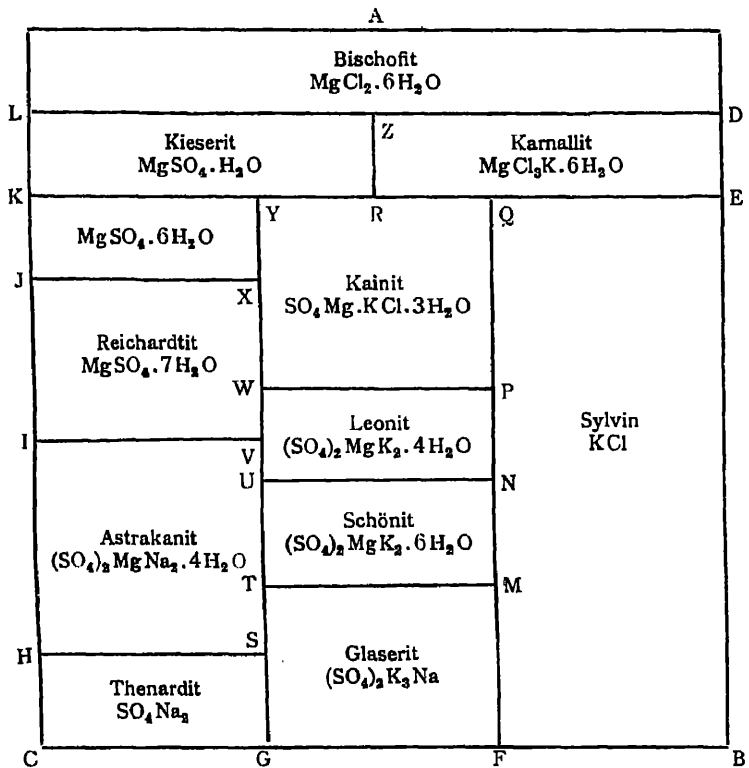 A
Bischofit
MgCl₂.6H₂O
L
D
Z
Kieserit
MgSO₄.H₂O
Karnallit
MgCl₃K.6H₂O
K
Y
R
Q
E
MgSO₄.6H₂O
J
X
Kainit
SO₄Mg.KCl.3H₂O
Reichardtit
MgSO₄.7H₂O
W
P
Leonit
(SO₄)₂MgK₂.4H₂O
Sylvin
KCl
I
V
U
N
Schönit
(SO₄)₂MgK₂.6H₂O
Astrakanit
(SO₄)₂MgNa₂.4H₂O
T
M
S
H
Glaserit
(SO₄)₂K₃Na
Thenardit
SO₄Na₂
C
G
F
B